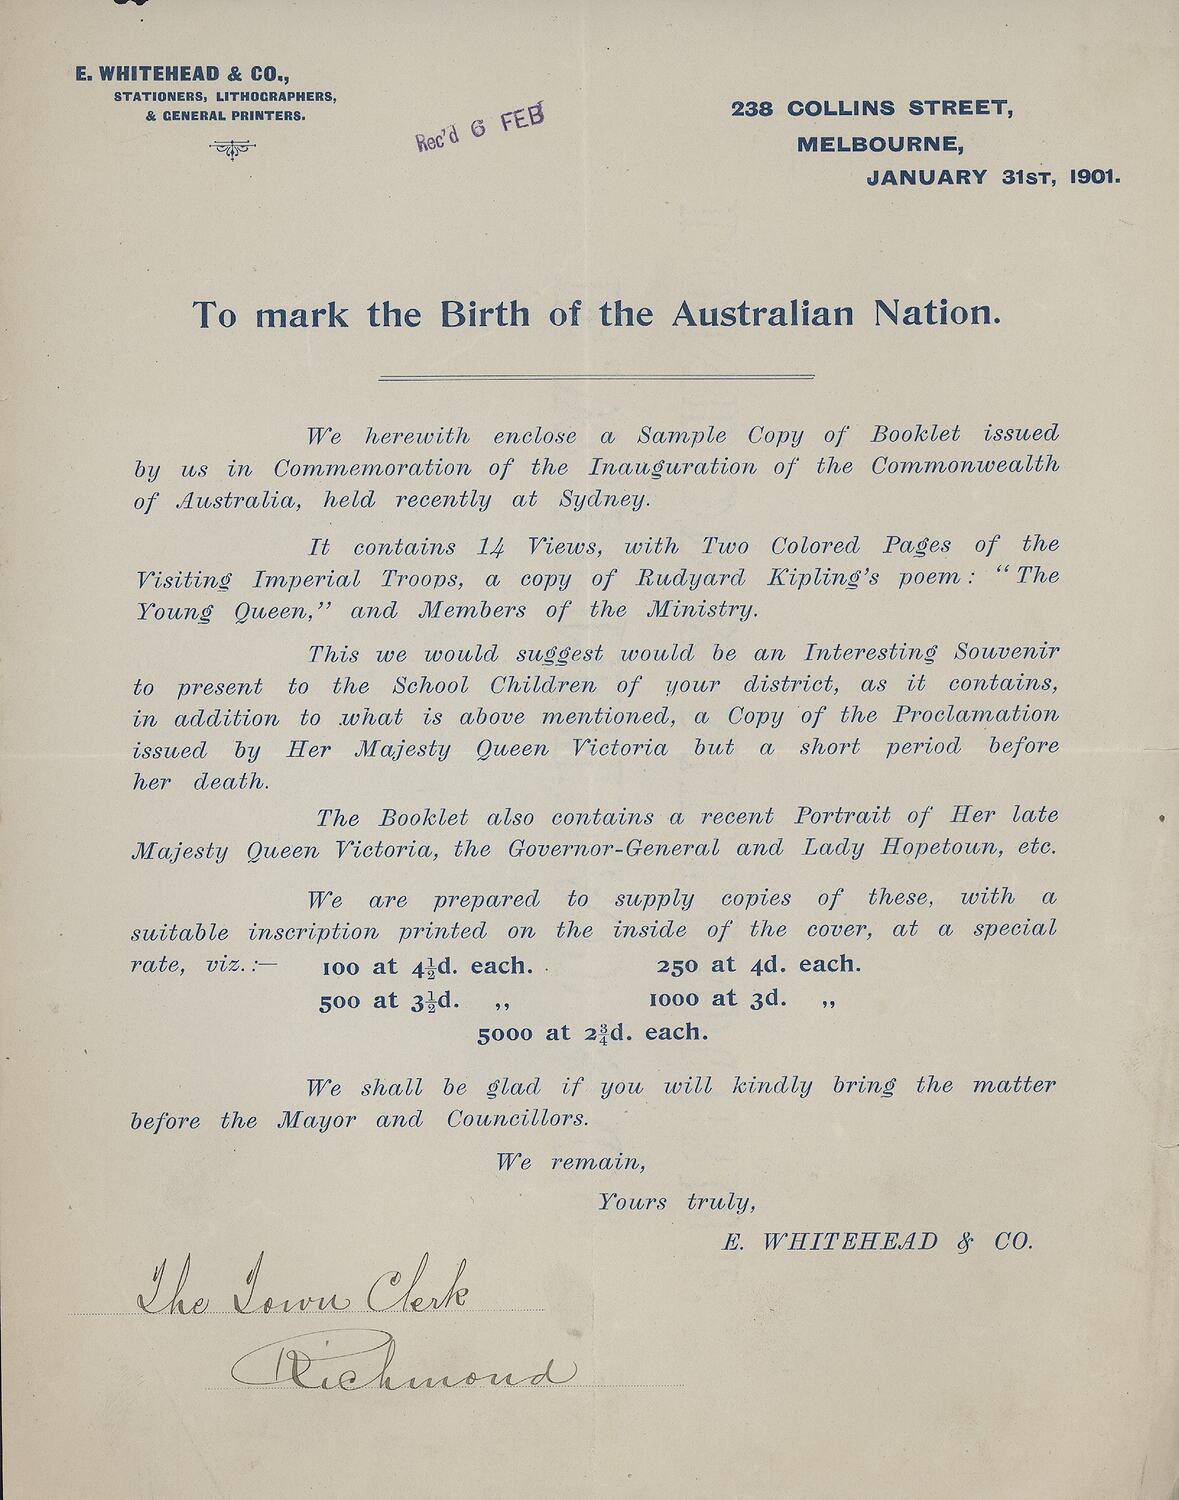 E. WHITEHEAD & CO.,
STATIONERS, LITHOGRAPHERS,
& GENERAL PRINTERS.
Rec'd 6 FEB
238 COLLINS STREET,
MELBOURNE,
JANUARY 31ST, 1901.
To mark the Birth of the Australian Nation.
We herewith enclose a Sample Copy of Booklet issued
by us in Commemoration of the Inauguration of the Commonwealth
of Australia, held recently at Sydney.
It contains 14 Views, with Two Colored Pages of the
Visiting Imperial Troops, a copy of Rudyard Kipling's poem: "The
Young Queen," and Members of the Ministry.
This we would suggest would be an Interesting Souvenir
to present to the School Children of your district, as it contains,
in addition to what is above mentioned, a Copy of the Proclamation
issued by Her Majesty Queen Victoria but a short period before
her death.
The Booklet also contains a recent Portrait of Her late
Majesty Queen Victoria, the Governor-General and Lady Hopetoun, etc.
We are prepared to supply copies of these, with a
suitable inscription printed on the inside of the cover, at a special
rate, viz.:— 100 at 4½d. each. 250 at 4d. each.
500 at 3½d. ,, 1000 at 3d. ,,
5000 at 2¾d. each.
We shall be glad if you will kindly bring the matter
before the Mayor and Councillors.
We remain,
Yours truly,
E. WHITEHEAD & CO.
The Town Clerk
Richmond